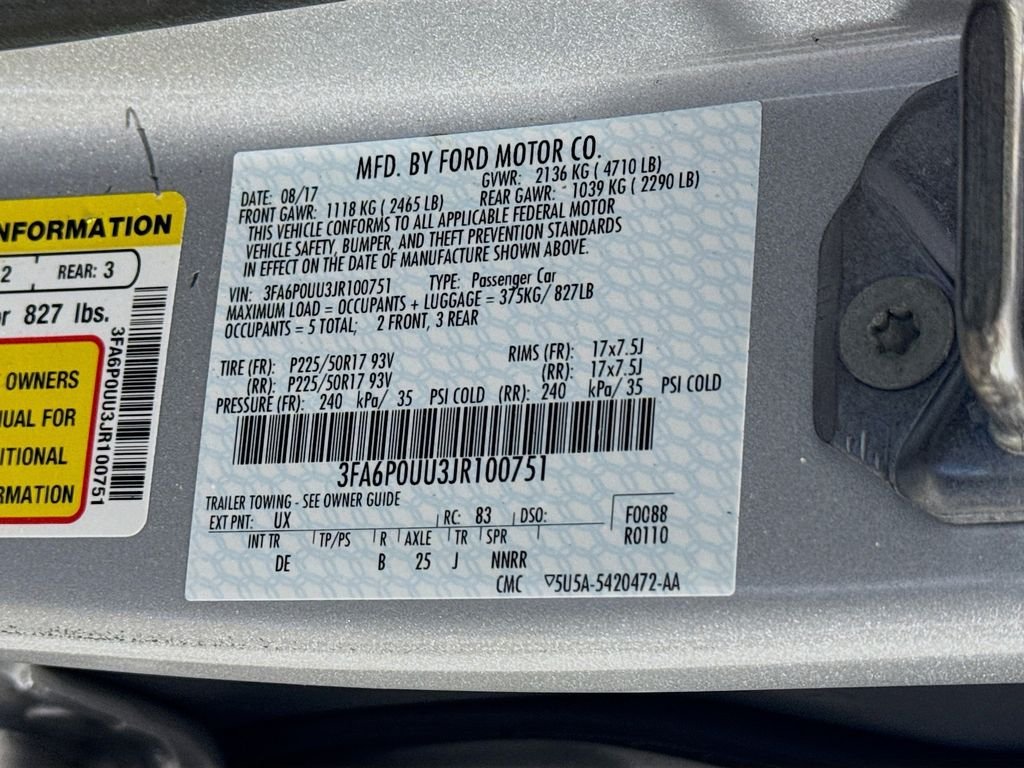 NFORMATION
2 REAR: 3
or 827 lbs.
3FA6P0UU3JR100751
OWNERS
UAL FOR
ITIONAL
RMATION
MFD. BY FORD MOTOR CO.
DATE: 08/17 GVWR: 2136 KG ( 4710 LB)
FRONT GAWR: 1118 KG ( 2465 LB) REAR GAWR: 1039 KG ( 2290 LB)
THIS VEHICLE CONFORMS TO ALL APPLICABLE FEDERAL MOTOR
VEHICLE SAFETY, BUMPER, AND THEFT PREVENTION STANDARDS
IN EFFECT ON THE DATE OF MANUFACTURE SHOWN ABOVE.
VIN: 3FA6P0UU3JR100751 TYPE: Passenger Car
MAXIMUM LOAD = OCCUPANTS + LUGGAGE = 375KG/ 827LB
OCCUPANTS = 5 TOTAL; 2 FRONT, 3 REAR
TIRE (FR): P225/50R17 93V RIMS (FR): 17x7.5J
(RR): P225/50R17 93V (RR): 17x7.5J
PRESSURE (FR): 240 kPa/ 35 PSI COLD (RR): 240 kPa/ 35 PSI COLD
3FA6P0UU3JR100751
TRAILER TOWING - SEE OWNER GUIDE
EXT PNT: UX RC: 83 DSO: F0088
INT TR TP/PS R AXLE TR SPR R0110
DE B 25 J NNRR
CMC ▽5U5A-5420472-AA